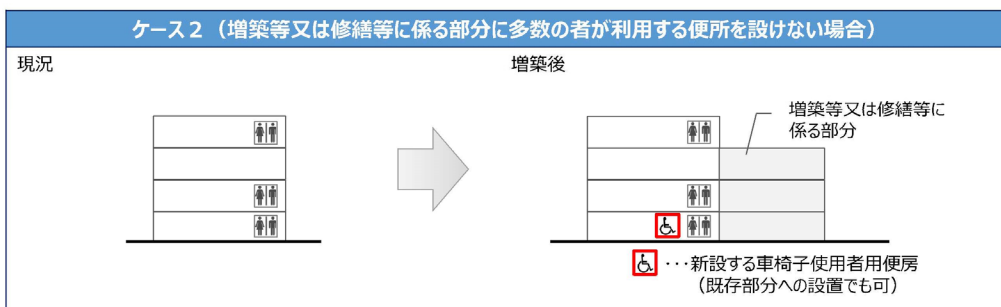 ケース２（増築等又は修繕等に係る部分に多数の者が利用する便所を設けない場合）
現況
増築後
増築等又は修繕等に
係る部分
･･･新設する車椅子使用者用便房
（既存部分への設置でも可）